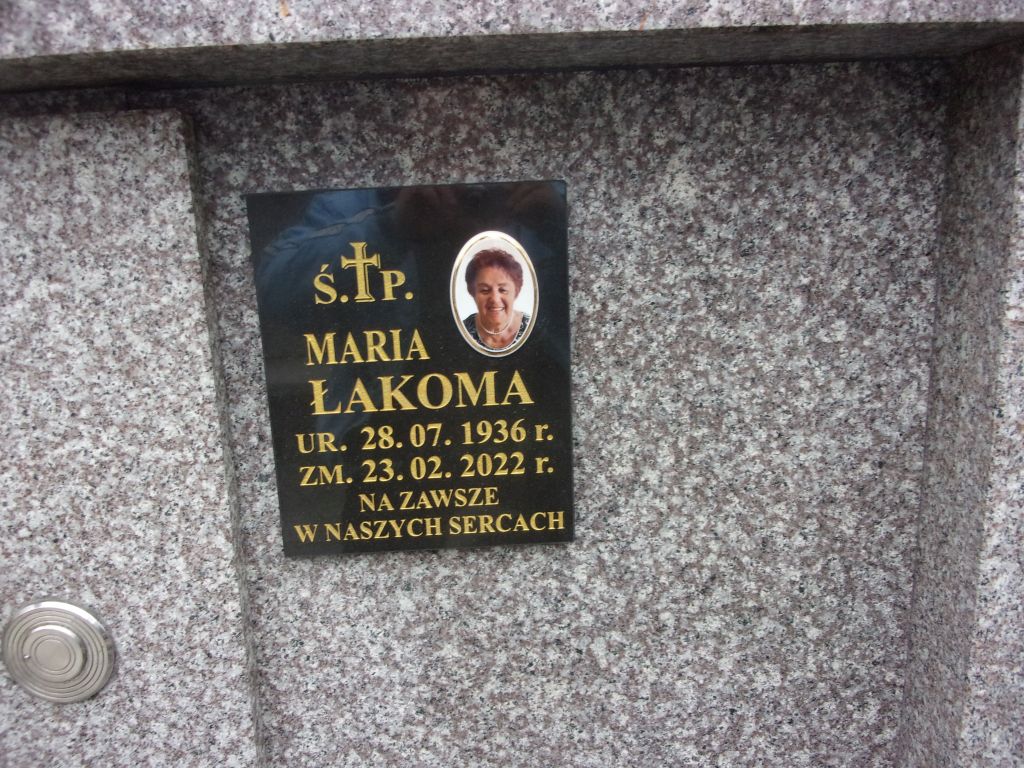 Ś.†P.
MARIA
ŁAKOMA
UR. 28. 07. 1936 r.
ZM. 23. 02. 2022 r.
NA ZAWSZE
W NASZYCH SERCACH